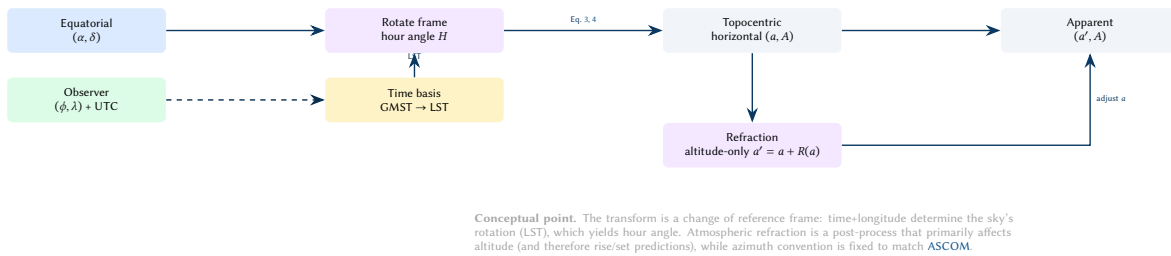 Equatorial
(α, δ)
Rotate frame
hour angle H
Eq. 3, 4
Topocentric
horizontal (a, A)
Apparent
(a′, A)
LST
Observer
(ϕ, λ) + UTC
Time basis
GMST → LST
adjust a
Refraction
altitude-only a′ = a + R(a)
Conceptual point. The transform is a change of reference frame: time+longitude determine the sky's
rotation (LST), which yields hour angle. Atmospheric refraction is a post-process that primarily affects
altitude (and therefore rise/set predictions), while azimuth convention is fixed to match ASCOM.